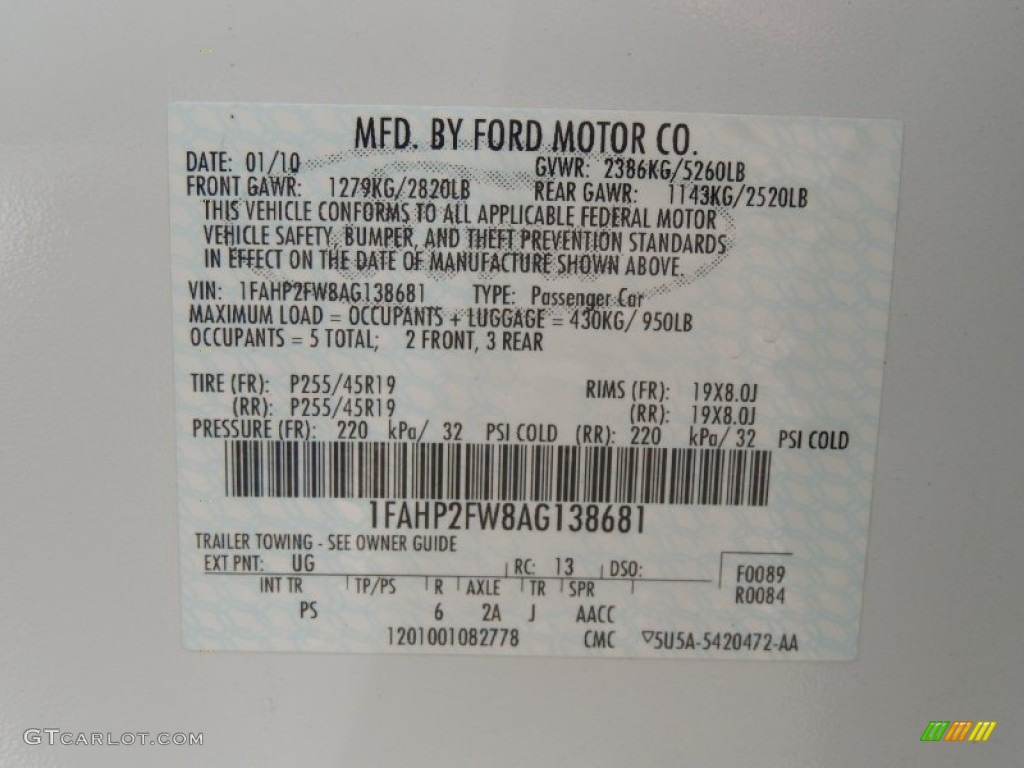 MFD. BY FORD MOTOR CO.
DATE: 01/10 GVWR: 2386KG/5260LB
FRONT GAWR: 1279KG/2820LB REAR GAWR: 1143KG/2520LB
THIS VEHICLE CONFORMS TO ALL APPLICABLE FEDERAL MOTOR
VEHICLE SAFETY, BUMPER, AND THEFT PREVENTION STANDARDS
IN EFFECT ON THE DATE OF MANUFACTURE SHOWN ABOVE.
VIN: 1FAHP2FW8AG138681 TYPE: Passenger Car
MAXIMUM LOAD = OCCUPANTS + LUGGAGE = 430KG/ 950LB
OCCUPANTS = 5 TOTAL; 2 FRONT, 3 REAR
TIRE (FR): P255/45R19 RIMS (FR): 19X8.0J
(RR): P255/45R19 (RR): 19X8.0J
PRESSURE (FR): 220 kPa/ 32 PSI COLD (RR): 220 kPa/ 32 PSI COLD
1FAHP2FW8AG138681
TRAILER TOWING - SEE OWNER GUIDE
EXT PNT: UG RC: 13 DSO: F0089
INT TR TP/PS R AXLE TR SPR R0084
PS 6 2A J AACC
1201001082778 CMC ▽5U5A-5420472-AA
GTCARLOT.COM